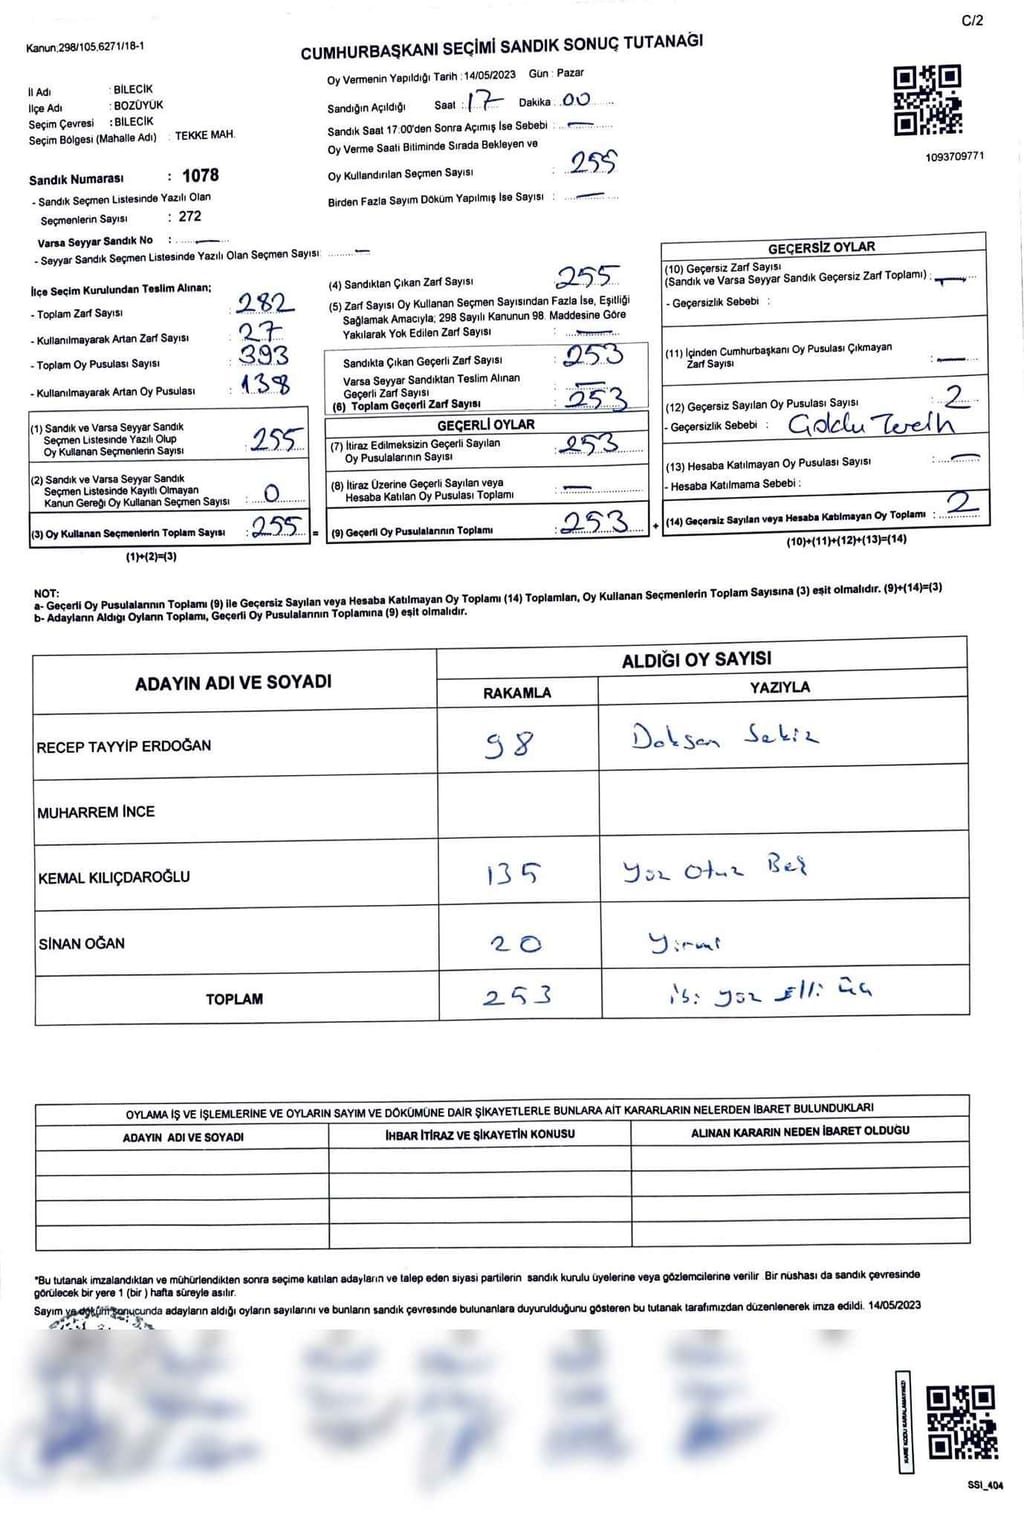 C/2
Kanun;298/105,6271/18-1
CUMHURBAŞKANI SEÇİMİ SANDIK SONUÇ TUTANAĞI
İl Adı : BİLECİK
İlçe Adı : BOZÜYÜK
Seçim Çevresi : BİLECİK
Seçim Bölgesi (Mahalle Adı) : TEKKE MAH.
Oy Vermenin Yapıldığı Tarih : 14/05/2023 Gün : Pazar
Sandığın Açıldığı Saat : 17 Dakika : 00
Sandık Saat 17:00'den Sonra Açımış İse Sebebi : —
Oy Verme Saati Bitiminde Sırada Bekleyen ve
Oy Kullandırılan Seçmen Sayısı : 255
Birden Fazla Sayım Döküm Yapılmış İse Sayısı : —
1093709771
Sandık Numarası : 1078
- Sandık Seçmen Listesinde Yazılı Olan
Seçmenlerin Sayısı : 272
Varsa Seyyar Sandık No : —
- Seyyar Sandık Seçmen Listesinde Yazılı Olan Seçmen Sayısı: —
İlçe Seçim Kurulundan Teslim Alınan;
- Toplam Zarf Sayısı : 282
- Kullanılmayarak Artan Zarf Sayısı : 27
- Toplam Oy Pusulası Sayısı : 393
- Kullanılmayarak Artan Oy Pusulası : 138
(1) Sandık ve Varsa Seyyar Sandık
Seçmen Listesinde Yazılı Olup
Oy Kullanan Seçmenlerin Sayısı : 255
(2) Sandık ve Varsa Seyyar Sandık
Seçmen Listesinde Kayıtlı Olmayan
Kanun Gereği Oy Kullanan Seçmen Sayısı : 0
(3) Oy Kullanan Seçmenlerin Toplam Sayısı : 255 =
(1)+(2)=(3)
(4) Sandıktan Çıkan Zarf Sayısı : 255
(5) Zarf Sayısı Oy Kullanan Seçmen Sayısından Fazla İse, Eşitliği
Sağlamak Amacıyla; 298 Sayılı Kanunun 98. Maddesine Göre
Yakılarak Yok Edilen Zarf Sayısı : —
Sandıkta Çıkan Geçerli Zarf Sayısı : 253
Varsa Seyyar Sandıktan Teslim Alınan
Geçerli Zarf Sayısı : —
(6) Toplam Geçerli Zarf Sayısı : 253
GEÇERLİ OYLAR
(7) İtiraz Edilmeksizin Geçerli Sayılan
Oy Pusulalarının Sayısı : 253
(8) İtiraz Üzerine Geçerli Sayılan veya
Hesaba Katılan Oy Pusulası Toplamı : —
(9) Geçerli Oy Pusulalarının Toplamı : 253 +
GEÇERSİZ OYLAR
(10) Geçersiz Zarf Sayısı
(Sandık ve Varsa Seyyar Sandık Geçersiz Zarf Toplamı) : —
- Geçersizlik Sebebi :
(11) İçinden Cumhurbaşkanı Oy Pusulası Çıkmayan
Zarf Sayısı : —
(12) Geçersiz Sayılan Oy Pusulası Sayısı : 2
- Geçersizlik Sebebi :
(13) Hesaba Katılmayan Oy Pusulası Sayısı : —
- Hesaba Katılmama Sebebi :
(14) Geçersiz Sayılan veya Hesaba Katılmayan Oy Toplamı : 2
(10)+(11)+(12)+(13)=(14)
NOT:
a- Geçerli Oy Pusulalarının Toplamı (9) ile Geçersiz Sayılan veya Hesaba Katılmayan Oy Toplamı (14) Toplamları, Oy Kullanan Seçmenlerin Toplam Sayısına (3) eşit olmalıdır. (9)+(14)=(3)
b- Adayların Aldığı Oyların Toplamı, Geçerli Oy Pusulalarının Toplamına (9) eşit olmalıdır.
ADAYIN ADI VE SOYADI
ALDIĞI OY SAYISI
RAKAMLA YAZIYLA
RECEP TAYYİP ERDOĞAN 98 Doksan Sekiz
MUHARREM İNCE
KEMAL KILIÇDAROĞLU 135 Yüz Otuz Beş
SİNAN OĞAN 20 Yirmi
TOPLAM 253 iki yüz Elli üç
OYLAMA İŞ VE İŞLEMLERİNE VE OYLARIN SAYIM VE DÖKÜMÜNE DAİR ŞİKAYETLERLE BUNLARA AİT KARARLARIN NELERDEN İBARET BULUNDUKLARI
ADAYIN ADI VE SOYADI İHBAR İTİRAZ VE ŞİKAYETİN KONUSU ALINAN KARARIN NEDEN İBARET OLDUĞU
*Bu tutanak imzalandıktan ve mühürlendikten sonra seçime katılan adayların ve talep eden siyasi partilerin sandık kurulu üyelerine veya gözlemcilerine verilir. Bir nüshası da sandık çevresinde
görülecek bir yere 1 (bir) hafta süreyle asılır.
Sayım ve döküm sonucunda adayların aldığı oyların sayılarını ve bunların sandık çevresinde bulunanlara duyurulduğunu gösteren bu tutanak tarafımızdan düzenlenerek imza edildi. 14/05/2023
KARE KODU KARALAMAYINIZ!
SSI_404